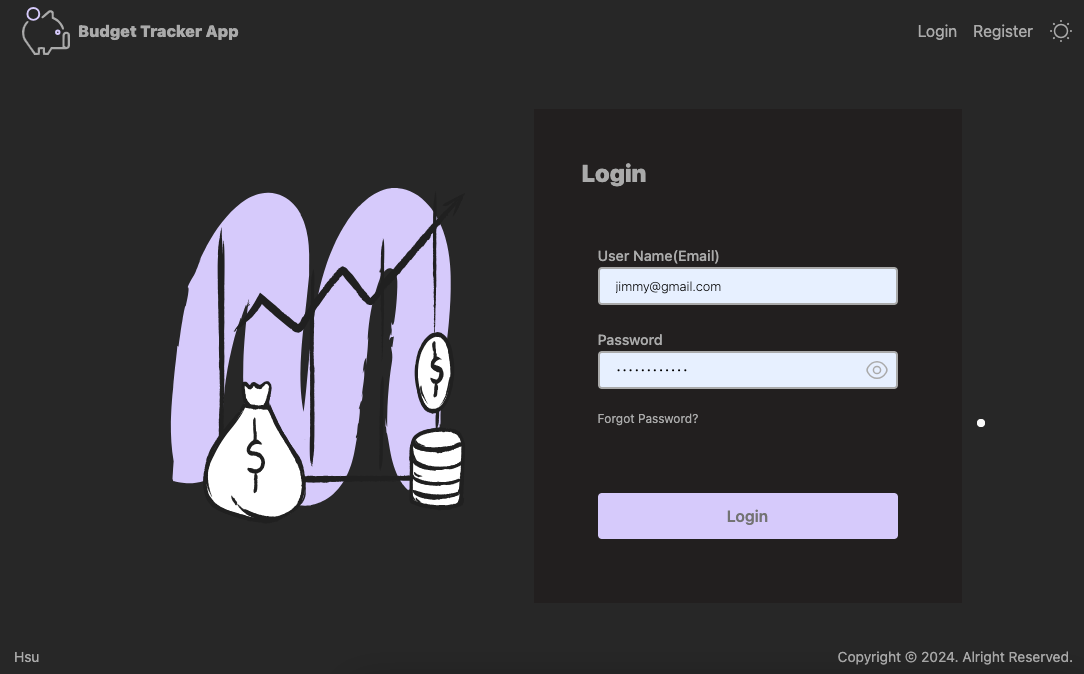 Budget Tracker App
Login Register
Login
User Name(Email)
jimmy@gmail.com
Password
............
Forgot Password?
$
$
Login
Hsu
Copyright © 2024. Alright Reserved.